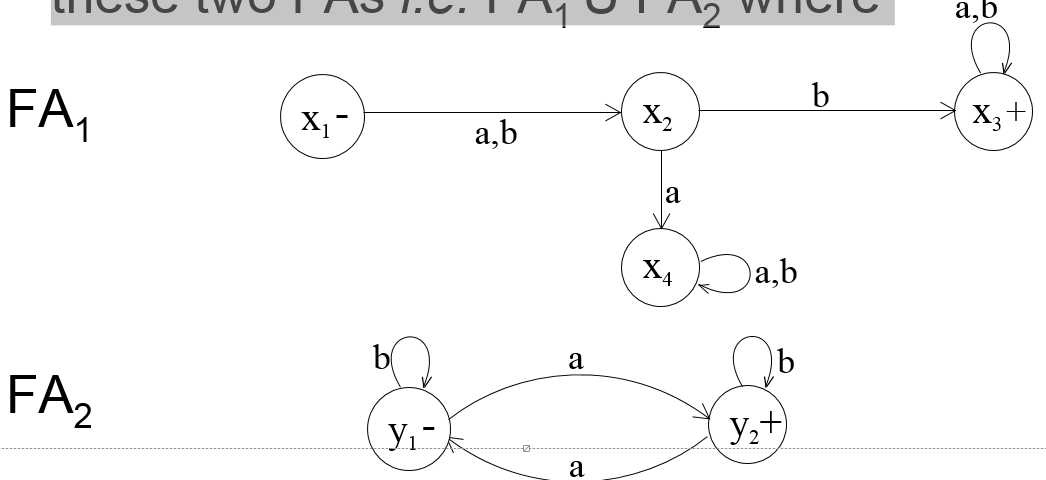 these two FAs i.e. FA₁ U FA₂ where
a,b
FA₁
x₁-
a,b
x₂
b
x₃+
a
x₄
a,b
b
a
b
FA₂
y₁-
y₂+
a